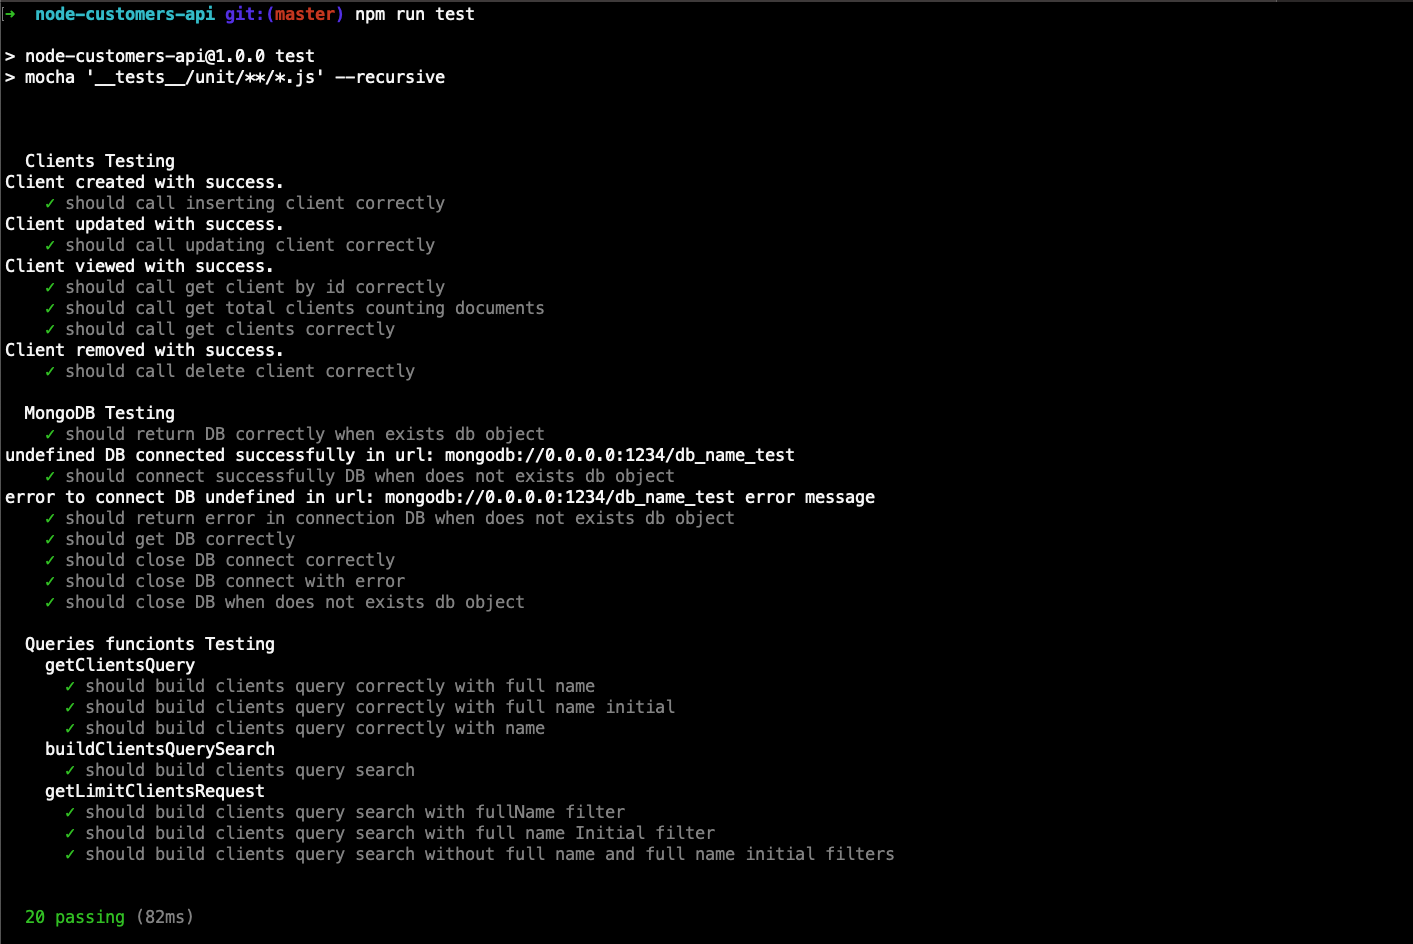 [➜  node-customers-api git:(master) npm run test
> node-customers-api@1.0.0 test
> mocha '__tests__/unit/**/*.js' --recursive
Clients Testing
Client created with success.
✓ should call inserting client correctly
Client updated with success.
✓ should call updating client correctly
Client viewed with success.
✓ should call get client by id correctly
✓ should call get total clients counting documents
✓ should call get clients correctly
Client removed with success.
✓ should call delete client correctly
MongoDB Testing
✓ should return DB correctly when exists db object
undefined DB connected successfully in url: mongodb://0.0.0.0:1234/db_name_test
✓ should connect successfully DB when does not exists db object
error to connect DB undefined in url: mongodb://0.0.0.0:1234/db_name_test error message
✓ should return error in connection DB when does not exists db object
✓ should get DB correctly
✓ should close DB connect correctly
✓ should close DB connect with error
✓ should close DB when does not exists db object
Queries funcionts Testing
getClientsQuery
✓ should build clients query correctly with full name
✓ should build clients query correctly with full name initial
✓ should build clients query correctly with name
buildClientsQuerySearch
✓ should build clients query search
getLimitClientsRequest
✓ should build clients query search with fullName filter
✓ should build clients query search with full name Initial filter
✓ should build clients query search without full name and full name initial filters
20 passing (82ms)